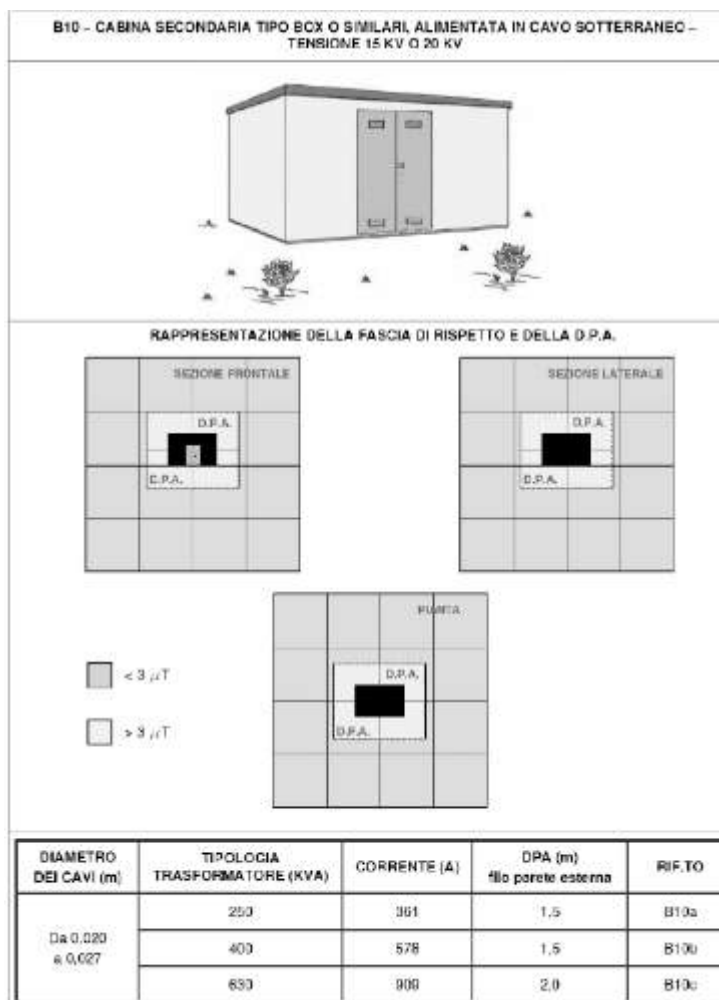 B10 – CABINA SECONDARIA TIPO BOX O SIMILARI, ALIMENTATA IN CAVO SOTTERRANEO –
TENSIONE 15 KV O 20 KV
RAPPRESENTAZIONE DELLA FASCIA DI RISPETTO E DELLA D.P.A.
SEZIONE FRONTALE
D.P.A.
D.P.A.
SEZIONE LATERALE
D.P.A.
D.P.A.
PIANTA
D.P.A.
D.P.A.
< 3 µT
> 3 µT
DIAMETRO
DEI CAVI (m)
TIPOLOGIA
TRASFORMATORE (KVA)
CORRENTE (A)
DPA (m)
filo parete esterna
RIF.TO
Da 0,020
a 0,027
250
361
1,5
B10a
400
578
1,5
B10b
630
909
2,0
B10c